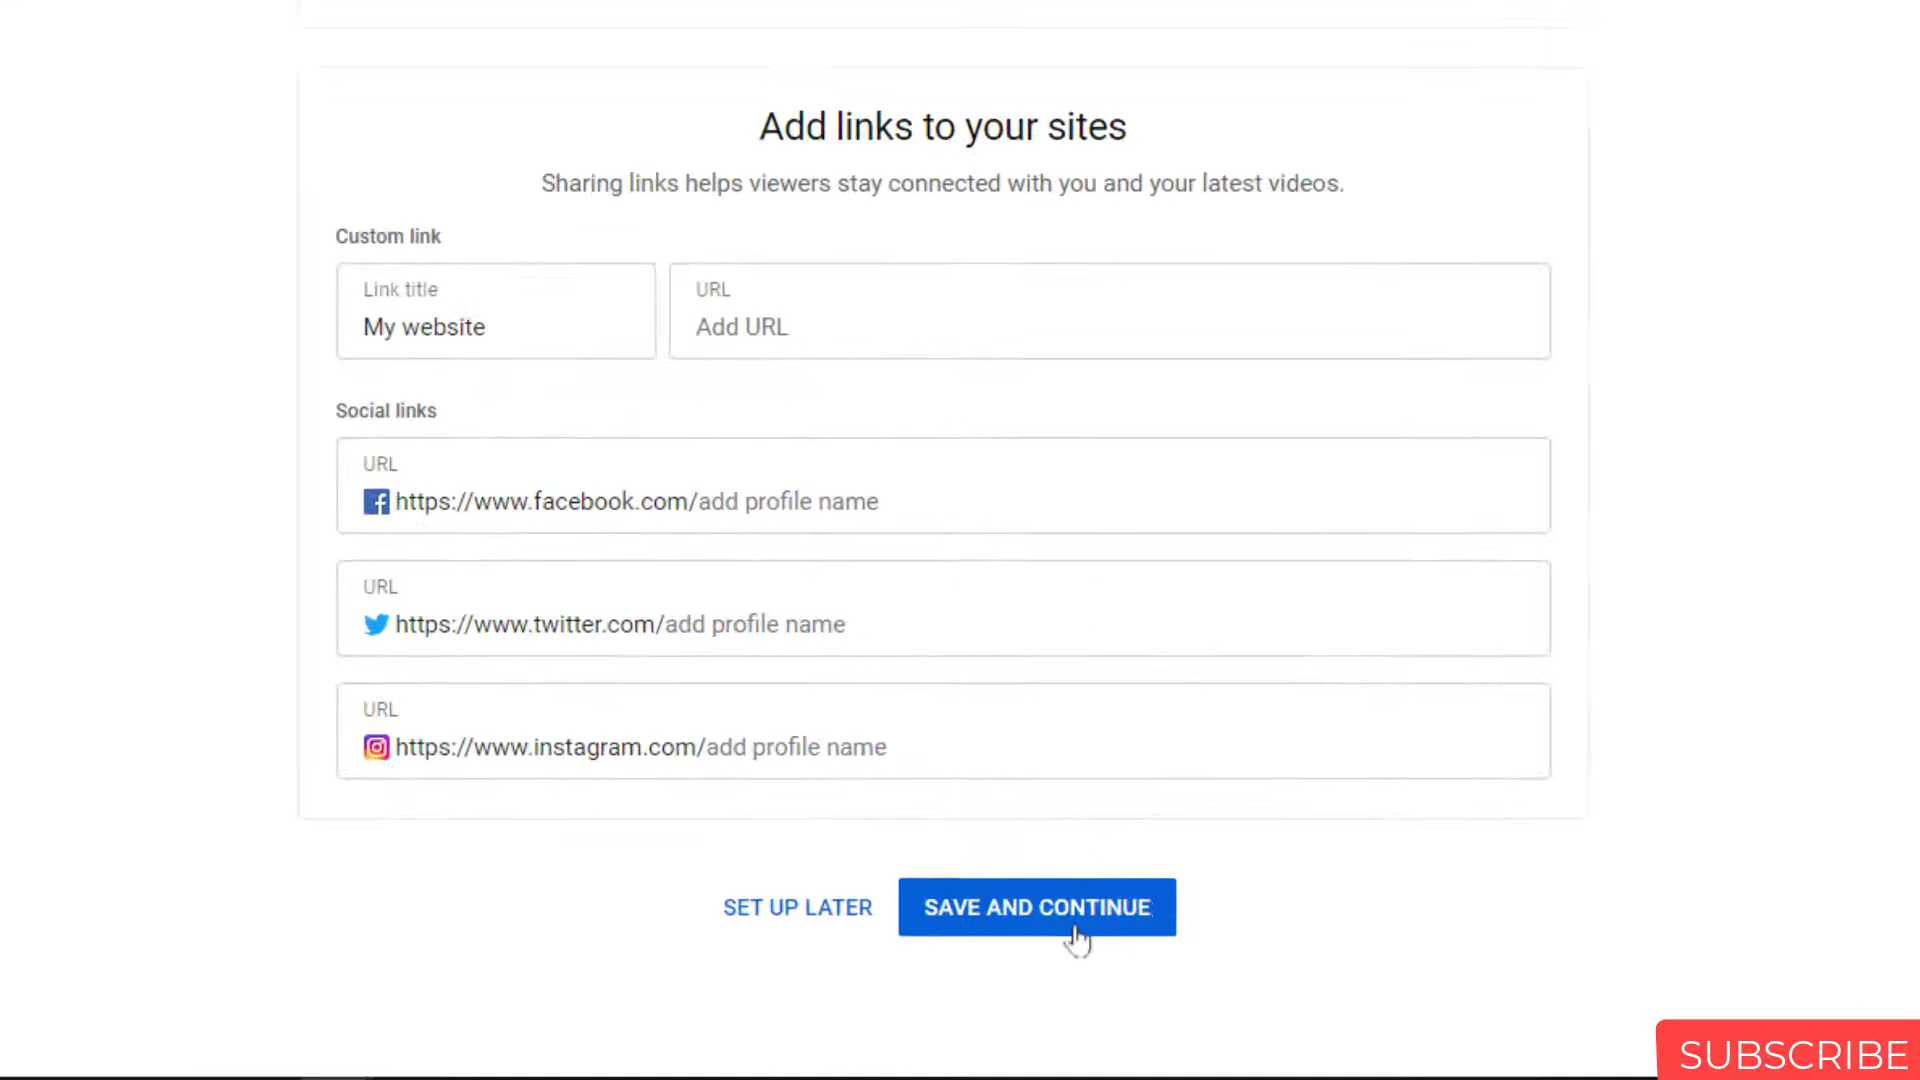 Add links to your sites
Sharing links helps viewers stay connected with you and your latest videos.
Custom link
Link title
My website
URL
Add URL
Social links
URL
https://www.facebook.com/add profile name
URL
https://www.twitter.com/add profile name
URL
https://www.instagram.com/add profile name
SET UP LATER
SAVE AND CONTINUE
SUBSCRIBE